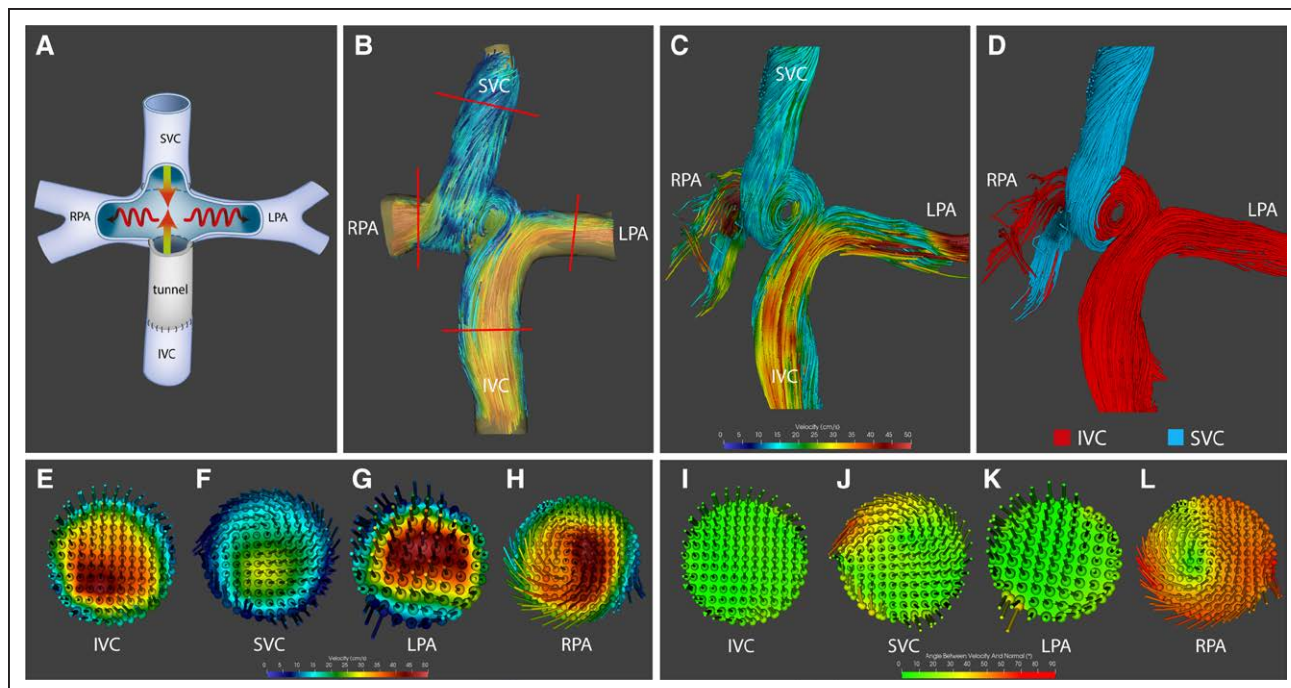 A
SVC
RPA
LPA
tunnel
IVC
B
SVC
RPA
LPA
IVC
C
SVC
RPA
LPA
IVC
Velocity (cm/s)
0 5 10 15 20 25 30 35 40 45 50
D
RPA
LPA
IVC SVC
E F G H
IVC SVC LPA RPA
Velocity (cm/s)
0 5 10 15 20 25 30 35 40 45 50
I J K L
IVC SVC LPA RPA
Angle Between Velocity And Normal (°)
0 10 20 30 40 50 60 70 80 90